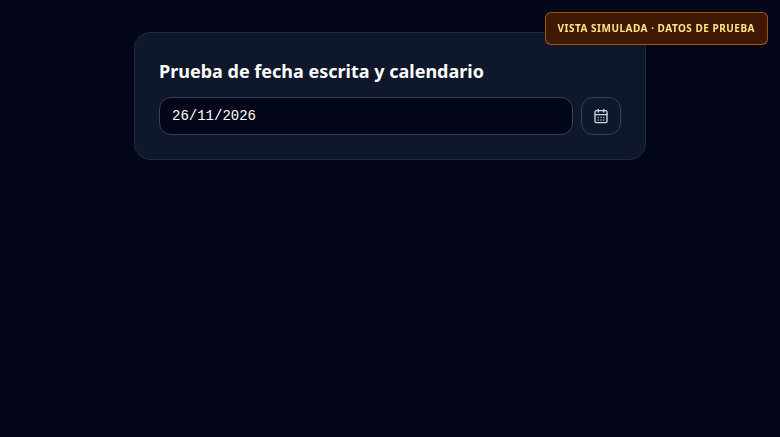 VISTA SIMULADA · DATOS DE PRUEBA
Prueba de fecha escrita y calendario
26/11/2026